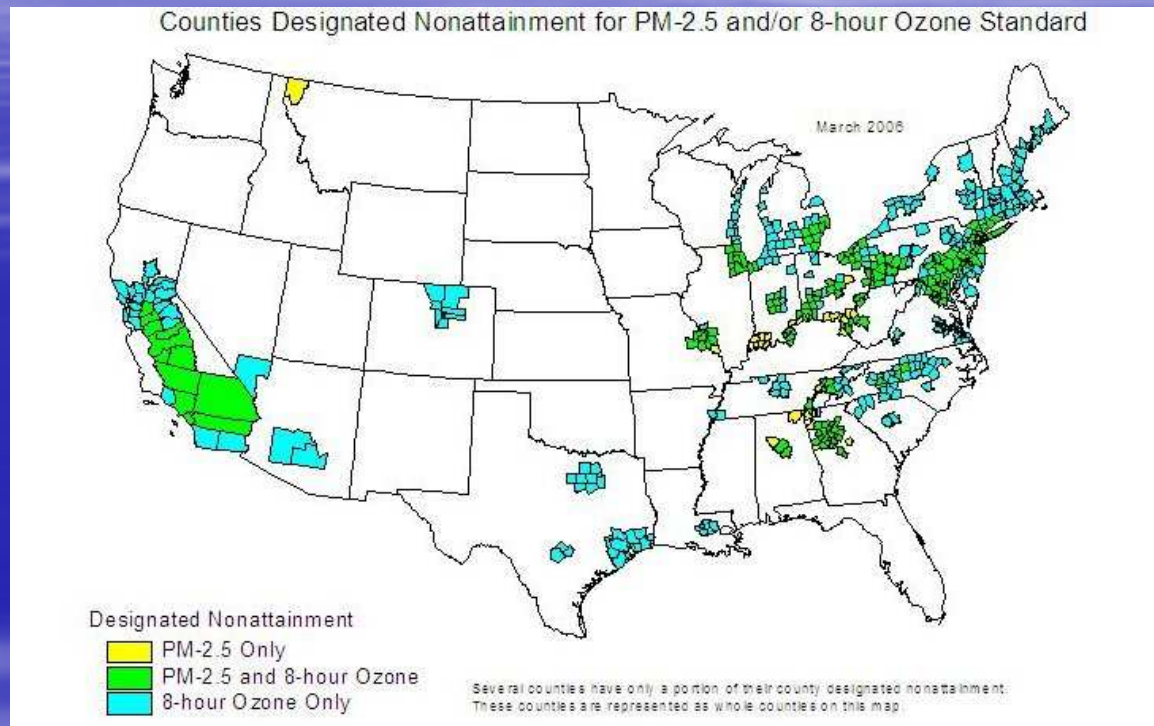 Counties Designated Nonattainment for PM-2.5 and/or 8-hour Ozone Standard
March 2006
Designated Nonattainment
PM-2.5 Only
PM-2.5 and 8-hour Ozone
8-hour Ozone Only
Several counties have only a portion of their county designated nonattainment.
These counties are represented as whole counties on this map.